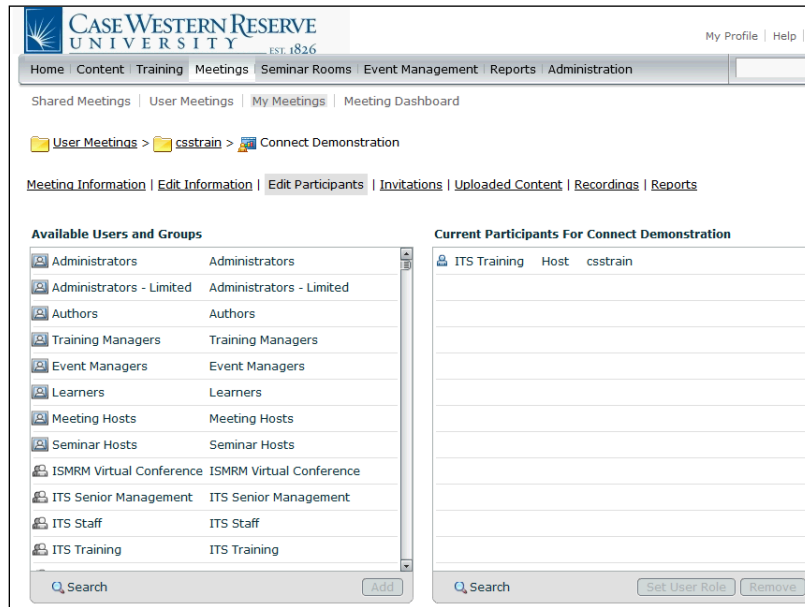 CASE WESTERN RESERVE
UNIVERSITY EST. 1826
My Profile | Help |
Home | Content | Training | Meetings | Seminar Rooms | Event Management | Reports | Administration
Shared Meetings | User Meetings | My Meetings | Meeting Dashboard
User Meetings > csstrain > Connect Demonstration
Meeting Information | Edit Information | Edit Participants | Invitations | Uploaded Content | Recordings | Reports
Available Users and Groups
Administrators Administrators
Administrators - Limited Administrators - Limited
Authors Authors
Training Managers Training Managers
Event Managers Event Managers
Learners Learners
Meeting Hosts Meeting Hosts
Seminar Hosts Seminar Hosts
ISMRM Virtual Conference ISMRM Virtual Conference
ITS Senior Management ITS Senior Management
ITS Staff ITS Staff
ITS Training ITS Training
Search Add
Current Participants For Connect Demonstration
ITS Training Host csstrain
Search Set User Role Remove